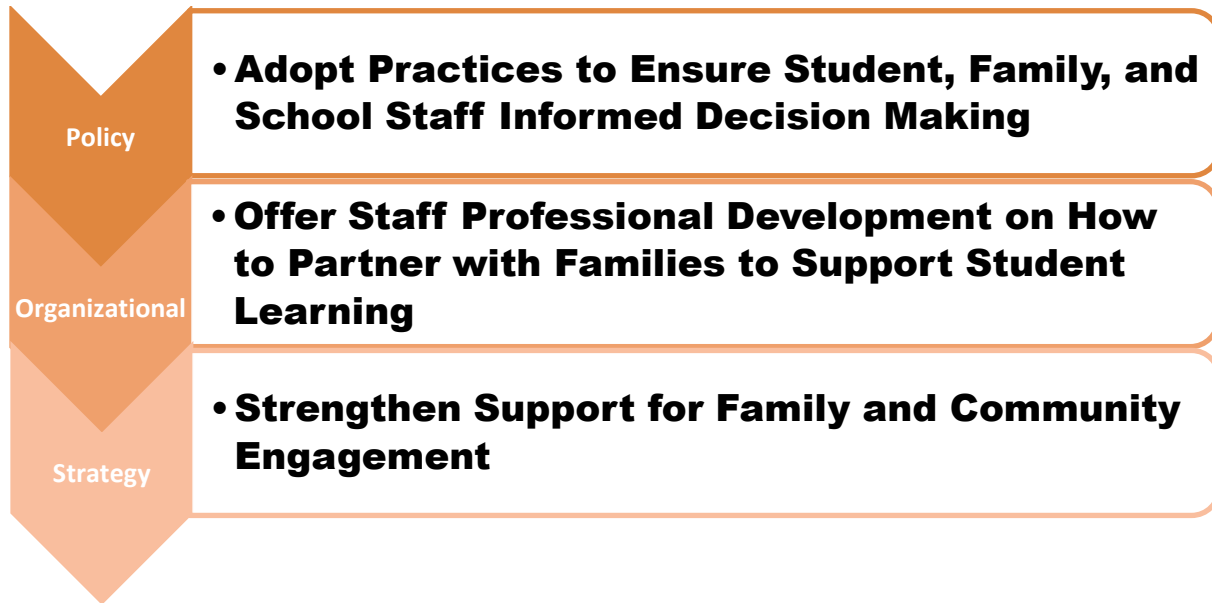 Policy
• Adopt Practices to Ensure Student, Family, and
School Staff Informed Decision Making
Organizational
• Offer Staff Professional Development on How
to Partner with Families to Support Student
Learning
Strategy
• Strengthen Support for Family and Community
Engagement